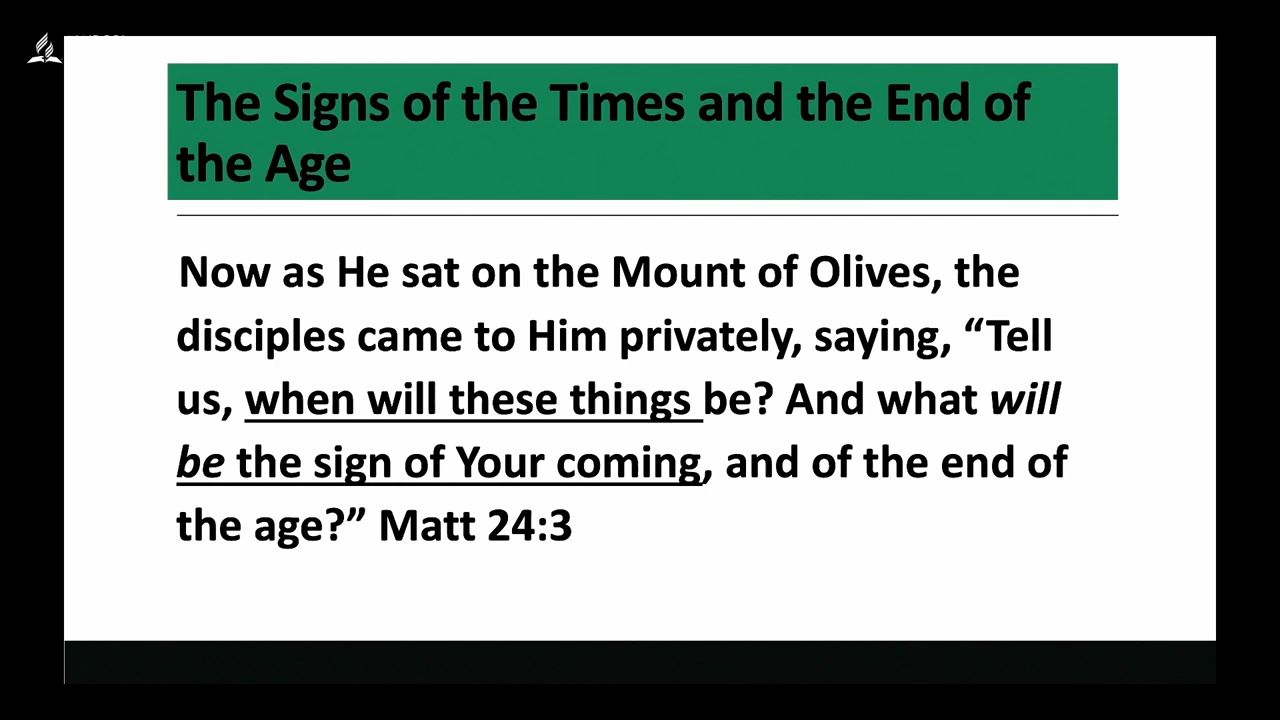 The Signs of the Times and the End of
the Age
Now as He sat on the Mount of Olives, the
disciples came to Him privately, saying, “Tell
us, when will these things be? And what will
be the sign of Your coming, and of the end of
the age?” Matt 24:3